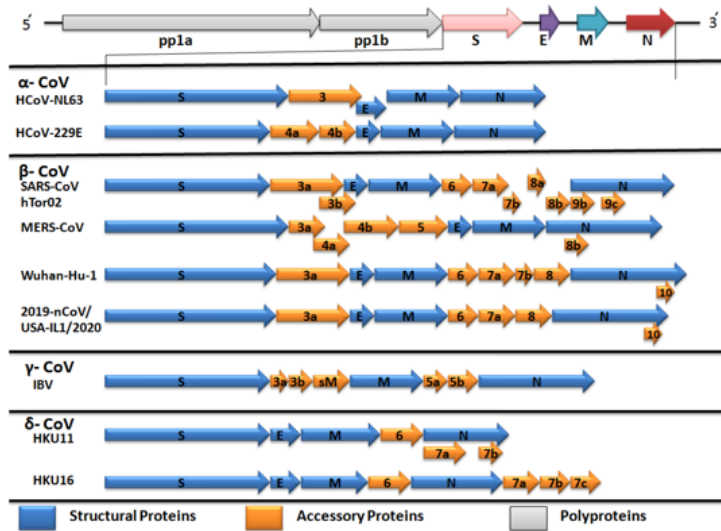 5´ 3´
pp1a pp1b S E M N
α- CoV
HCoV-NL63 S 3 E M N
HCoV-229E S 4a 4b E M N
β- CoV
SARS-CoV S 3a E M 6 7a 8a N
hTor02 3b 7b 8b 9b 9c
MERS-CoV S 3a 4b 5 E M N
4a 8b
Wuhan-Hu-1 S 3a E M 6 7a 7b 8 N
10
2019-nCoV/ S 3a E M 6 7a 8 N
USA-IL1/2020 10
γ- CoV
IBV S 3a 3b sM M 5a 5b N
δ- CoV
HKU11 S E M 6 N
7a 7b
HKU16 S E M 6 N 7a 7b 7c
Structural Proteins Accessory Proteins Polyproteins